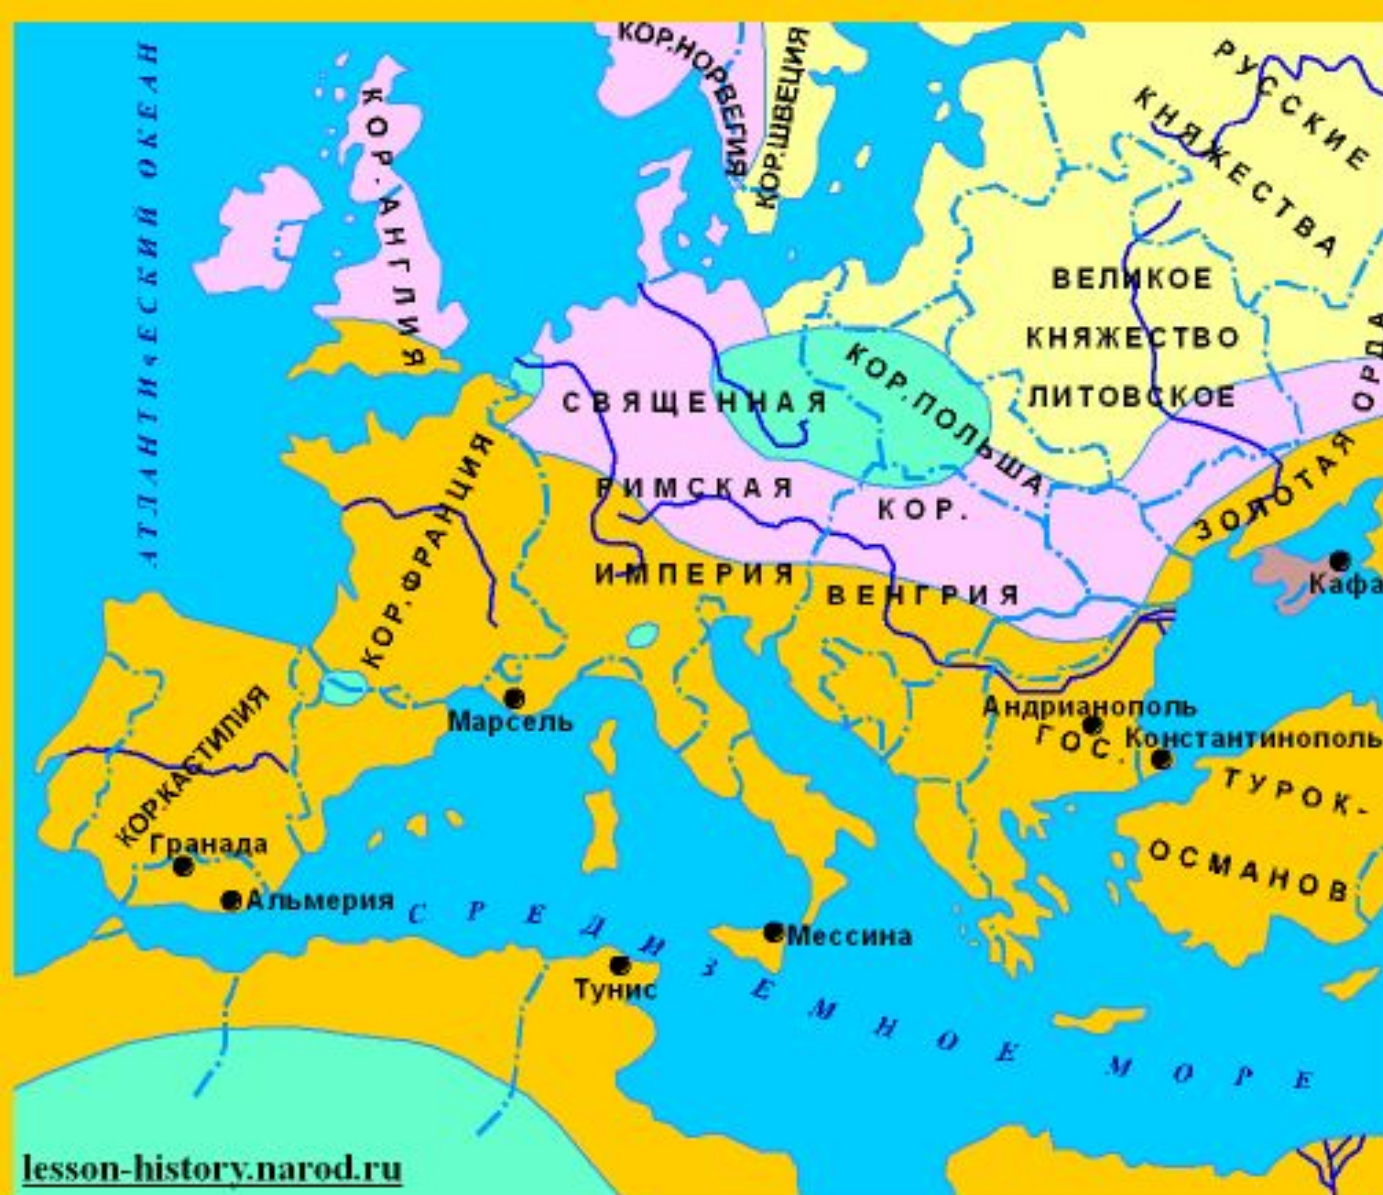 АТЛАНТИЧЕСКИЙ ОКЕАН
КОР. АНГЛИЯ
КОР.НОРВЕГИЯ
КОР.ШВЕЦИЯ
РУССКИЕ
КНЯЖЕСТВА
ВЕЛИКОЕ
КНЯЖЕСТВО
ЛИТОВСКОЕ
КОР.ПОЛЬША
СВЯЩЕННАЯ
РИМСКАЯ
ИМПЕРИЯ
КОР.
ВЕНГРИЯ
ЗОЛОТАЯ ОРДА
Кафа
КОР.ФРАНЦИЯ
Марсель
КОР.КАСТИЛИЯ
Гранада
Альмерия
Андрианополь
Константинополь
ГОС.
ТУРОК-
ОСМАНОВ
Мессина
Тунис
СРЕДИЗЕМНОЕ МОРЕ
lesson-history.narod.ru